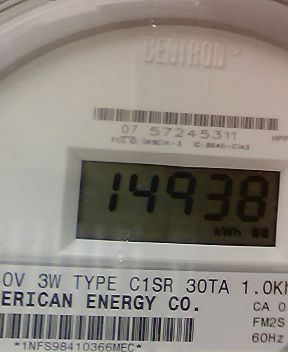 CENTRON®
07 57245311
14938
kWh
0V 3W TYPE C1SR 30TA 1.0Kh
ERICAN ENERGY CO.
CA 0
FM2S
60Hz
*1NFS98410366MEC*